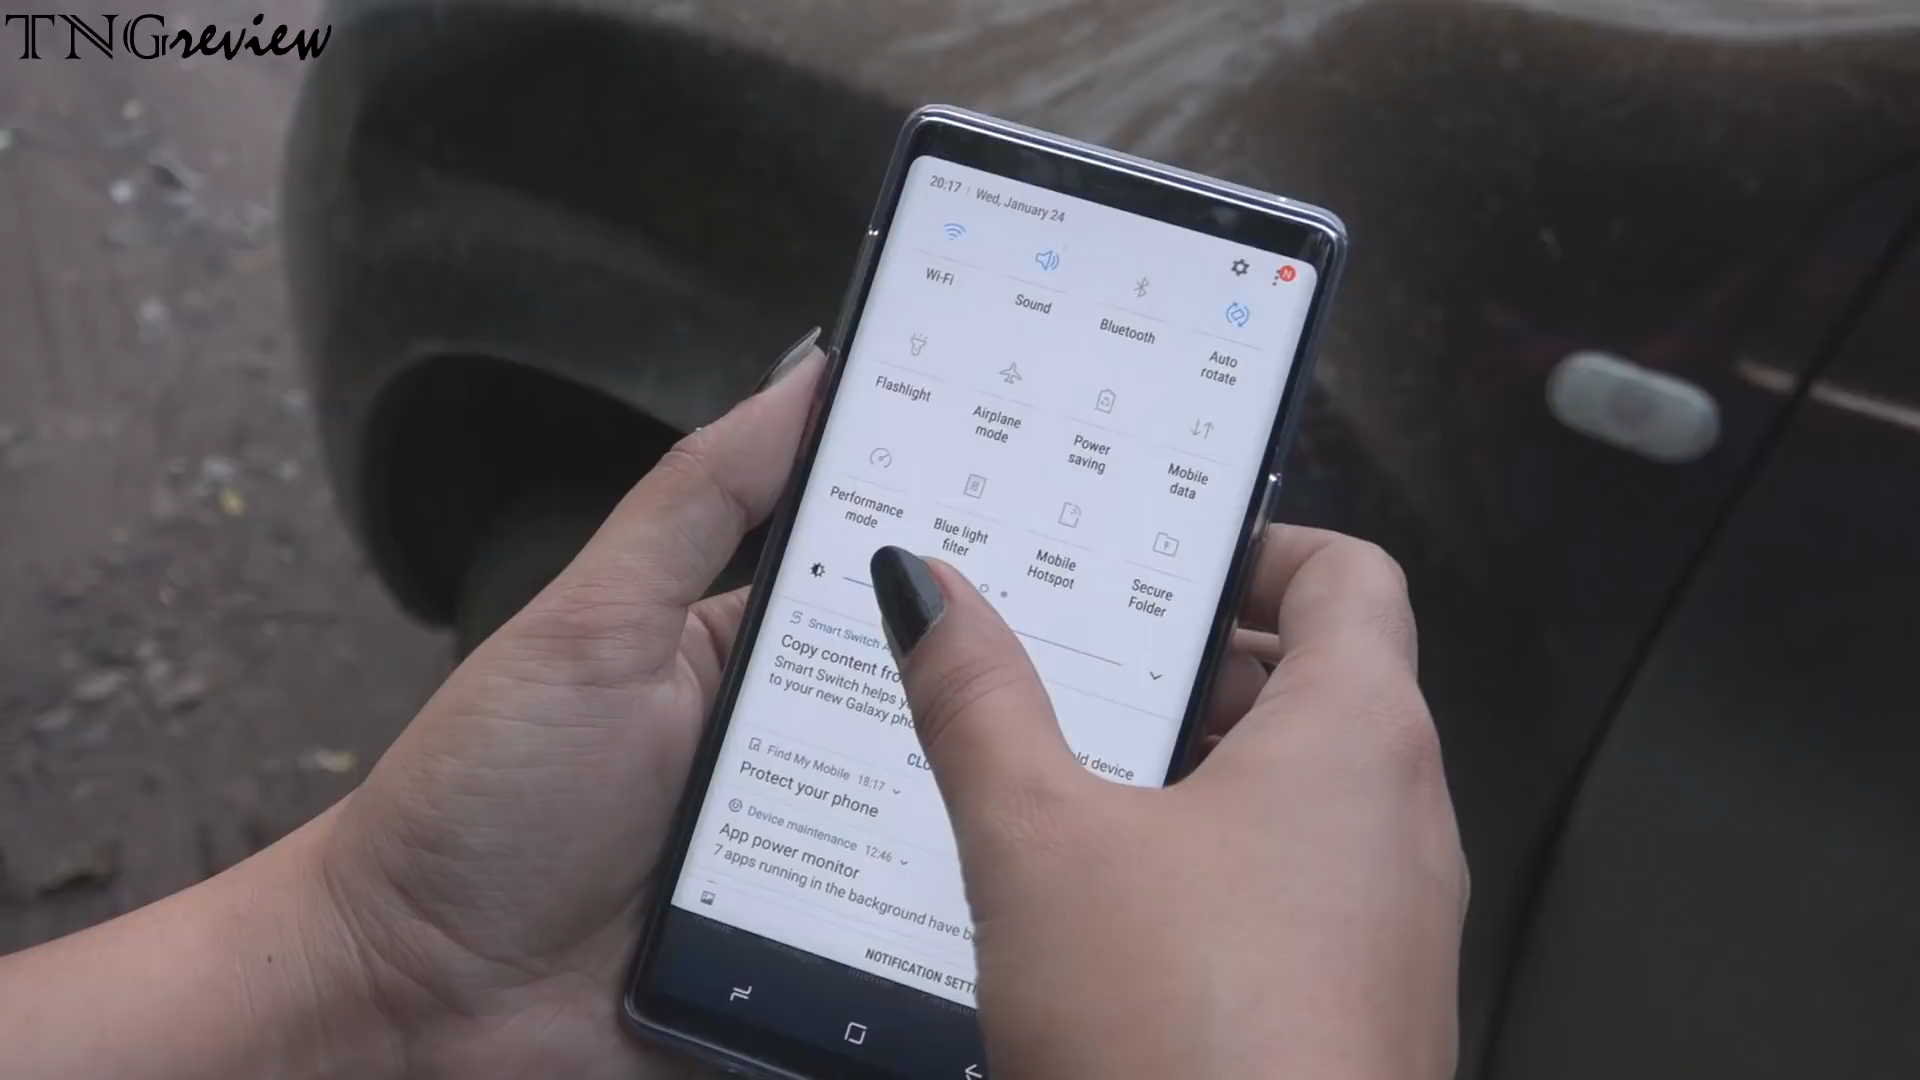 TNGreview
20:17 | Wed, January 24
N
Wi-Fi
Sound
Bluetooth
Auto
rotate
Flashlight
Airplane
mode
Power
saving
Mobile
data
Performance
mode
Blue light
filter
Mobile
Hotspot
Secure
Folder
Smart Switch
Copy content
Smart Switch helps
to your new Galaxy
device
Find My Mobile 18:17
Protect your phone
Device maintenance 12:46
App power monitor
7 apps running in the background have
NOTIFICATION